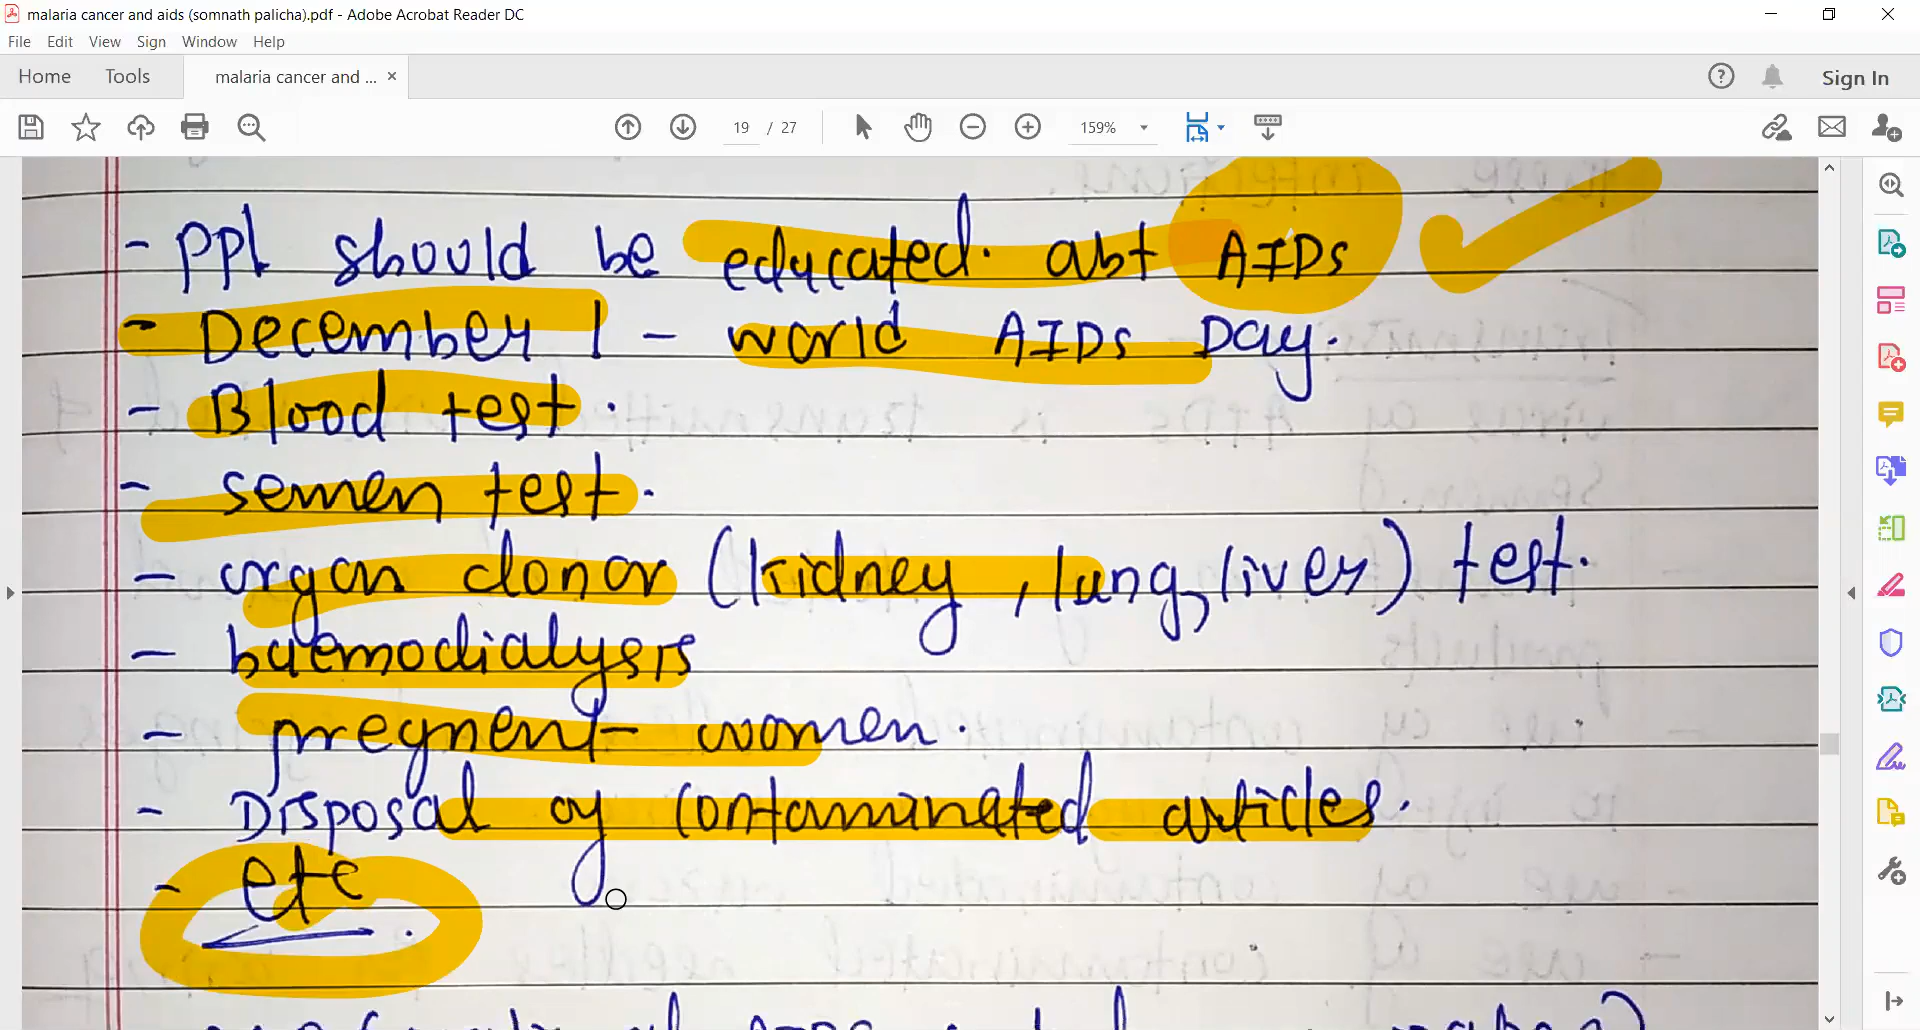 malaria cancer and aids (somnath palicha).pdf - Adobe Acrobat Reader DC
File Edit View Sign Window Help
Home Tools malaria cancer and ... × Sign In
19 / 27 159%
- ppl should be educated. abt AIDs
- December 1 - world AIDs Day.
- Blood test.
- semen test.
- organ donor (kidney, lung, liver) test.
- haemodialysis
- pregnent women.
- Disposal of contaminated articles.
- etc